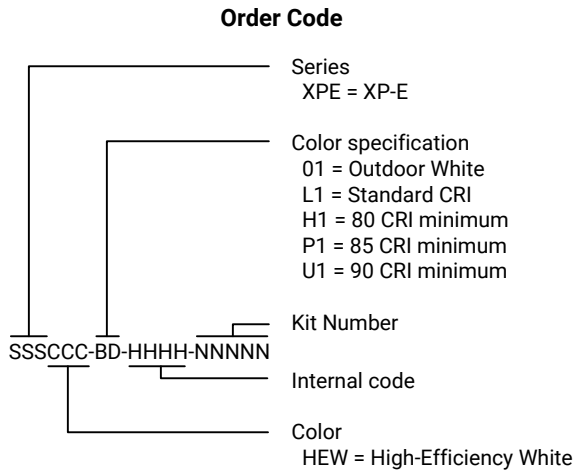 Order Code
Series
XPE = XP-E
Color specification
01 = Outdoor White
L1 = Standard CRI
H1 = 80 CRI minimum
P1 = 85 CRI minimum
U1 = 90 CRI minimum
Kit Number
SSSCCC-BD-HHHH-NNNNN
Internal code
Color
HEW = High-Efficiency White